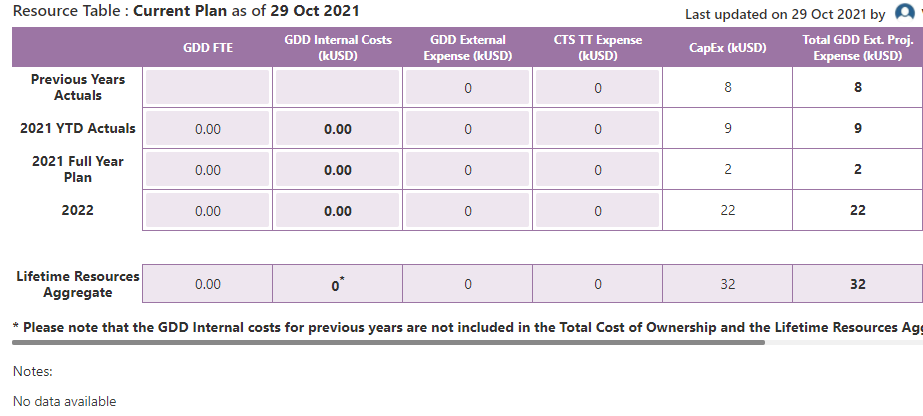 Resource Table : Current Plan as of 29 Oct 2021
Last updated on 29 Oct 2021 by
GDD FTE GDD Internal Costs (kUSD) GDD External Expense (kUSD) CTS TT Expense (kUSD) CapEx (kUSD) Total GDD Ext. Proj. Expense (kUSD)
Previous Years Actuals 0 0 8 8
2021 YTD Actuals 0.00 0.00 0 0 9 9
2021 Full Year Plan 0.00 0.00 0 0 2 2
2022 0.00 0.00 0 0 22 22
Lifetime Resources Aggregate 0.00 0* 0 0 32 32
* Please note that the GDD Internal costs for previous years are not included in the Total Cost of Ownership and the Lifetime Resources
Notes:
No data available